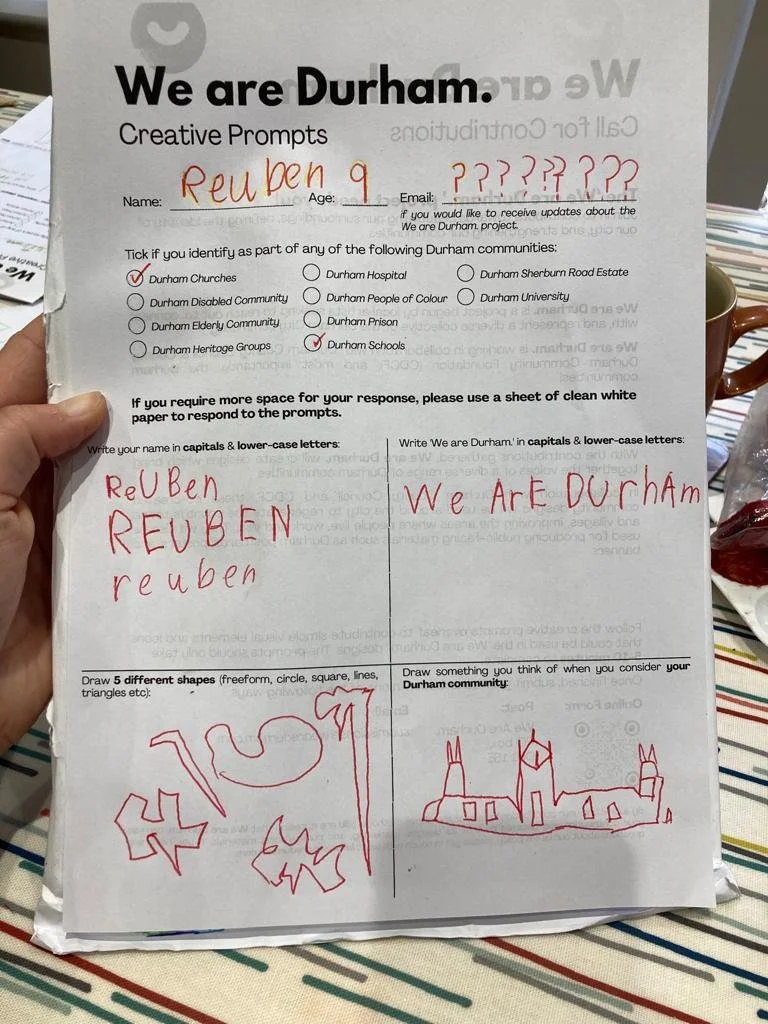 We are Durham.
Creative Prompts
Name: Reuben Age: 9 Email: ????????
if you would like to receive updates about the
We are Durham. project.
Tick if you identify as part of any of the following Durham communities:
Durham Churches Durham Hospital Durham Sherburn Road Estate
Durham Disabled Community Durham People of Colour Durham University
Durham Elderly Community Durham Prison
Durham Heritage Groups Durham Schools
If you require more space for your response, please use a sheet of clean white
paper to respond to the prompts.
Write your name in capitals & lower-case letters:
ReUBen
REUBEN
reuben
Write 'We are Durham.' in capitals & lower-case letters:
We ArE DUrhAm
Draw 5 different shapes (freeform, circle, square, lines,
triangles etc):
Draw something you think of when you consider your
Durham community: